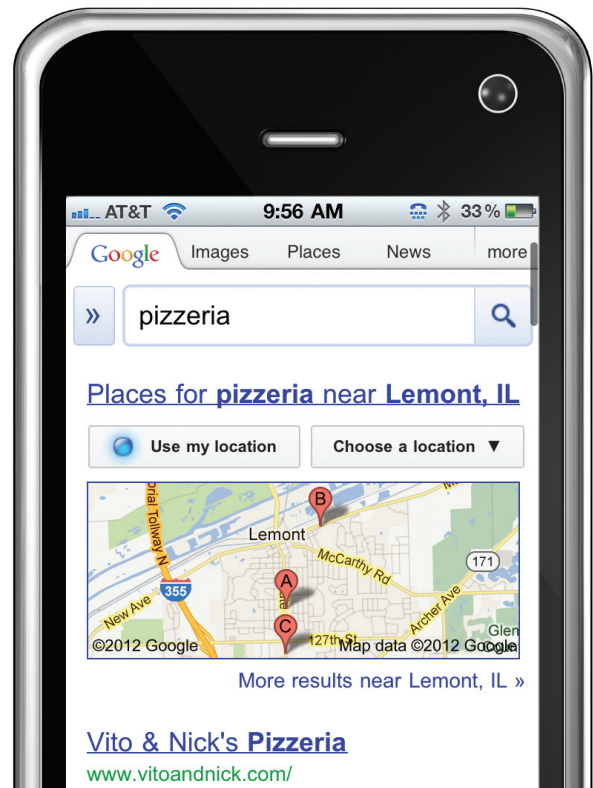 AT&T 9:56 AM 33%
Google Images Places News more
» pizzeria
Places for pizzeria near Lemont, IL
Use my location Choose a location ▼
B
Lemont
McCarthy Rd
171
A
355
New Ave
Archer Ave
C
127th St
Glen
©2012 Google Map data ©2012 Google
More results near Lemont, IL »
Vito & Nick's Pizzeria
www.vitoandnick.com/